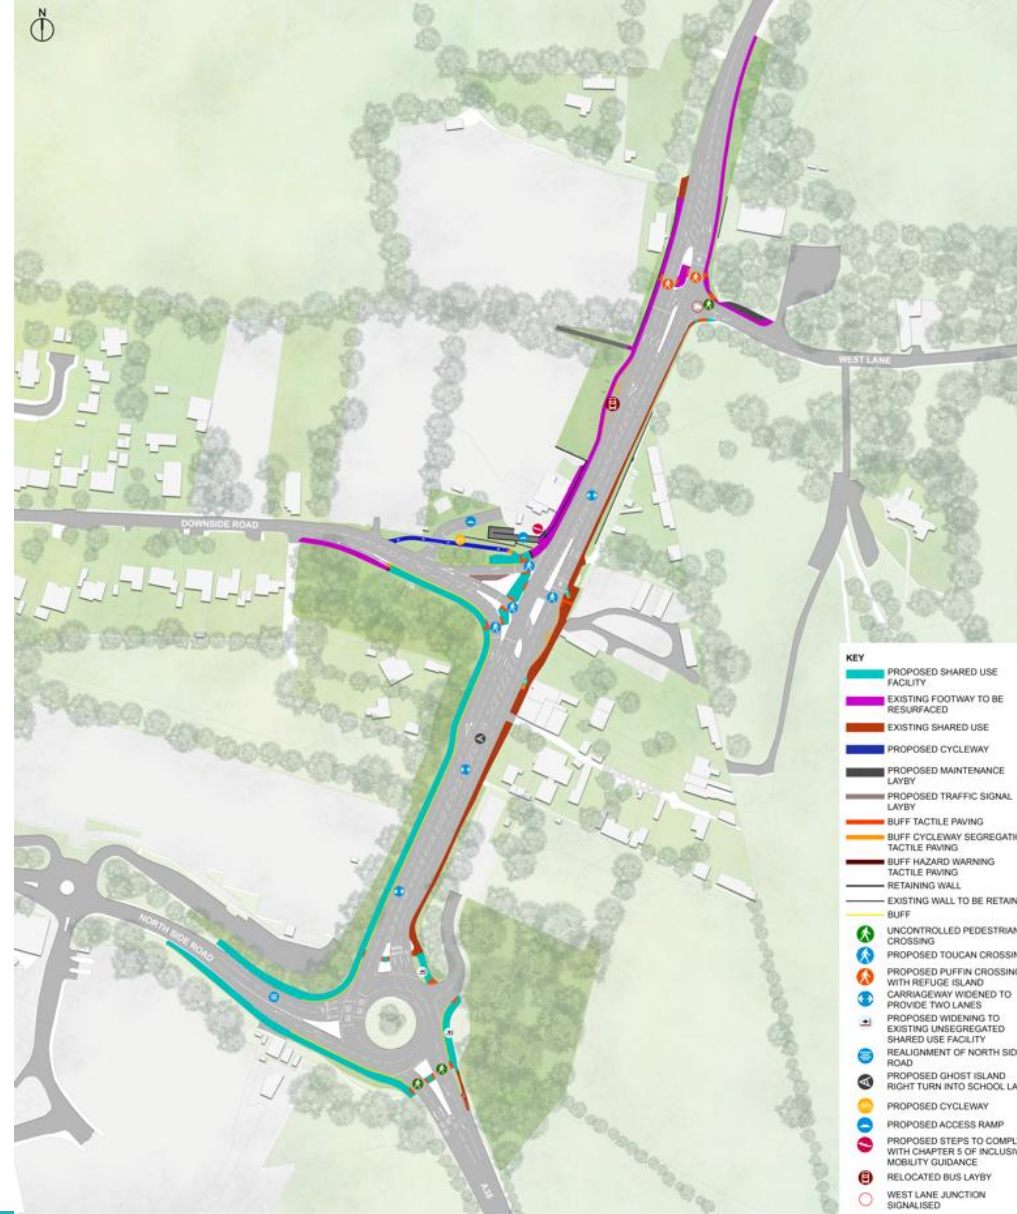 N
WEST LANE
DOWNSIDE ROAD
NORTH SIDE ROAD
A38
KEY
PROPOSED SHARED USE
FACILITY
EXISTING FOOTWAY TO BE
RESURFACED
EXISTING SHARED USE
PROPOSED CYCLEWAY
PROPOSED MAINTENANCE
LAYBY
PROPOSED TRAFFIC SIGNAL
LAYBY
BUFF TACTILE PAVING
BUFF CYCLEWAY SEGREGATIO
TACTILE PAVING
BUFF HAZARD WARNING
TACTILE PAVING
RETAINING WALL
EXISTING WALL TO BE RETAIN
BUFF
UNCONTROLLED PEDESTRIAN
CROSSING
PROPOSED TOUCAN CROSSIN
PROPOSED PUFFIN CROSSING
WITH REFUGE ISLAND
CARRIAGEWAY WIDENED TO
PROVIDE TWO LANES
PROPOSED WIDENING TO
EXISTING UNSEGREGATED
SHARED USE FACILITY
REALIGNMENT OF NORTH SID
ROAD
PROPOSED GHOST ISLAND
RIGHT TURN INTO SCHOOL LA
PROPOSED CYCLEWAY
PROPOSED ACCESS RAMP
PROPOSED STEPS TO COMPL
WITH CHAPTER 5 OF INCLUSIV
MOBILITY GUIDANCE
RELOCATED BUS LAYBY
WEST LANE JUNCTION
SIGNALISED